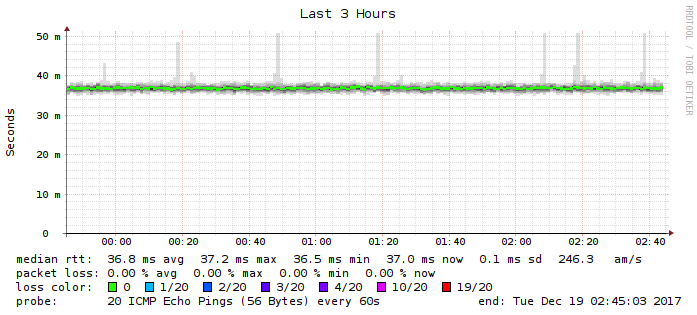 Last 3 Hours
RRDTOOL / TOBI OETIKER
Seconds
50 m
40 m
30 m
20 m
10 m
0
00:00 00:20 00:40 01:00 01:20 01:40 02:00 02:20 02:40
median rtt: 36.8 ms avg 37.2 ms max 36.5 ms min 37.0 ms now 0.1 ms sd 246.3 am/s
packet loss: 0.00 % avg 0.00 % max 0.00 % min 0.00 % now
loss color: 0 1/20 2/20 3/20 4/20 10/20 19/20
probe: 20 ICMP Echo Pings (56 Bytes) every 60s end: Tue Dec 19 02:45:03 2017